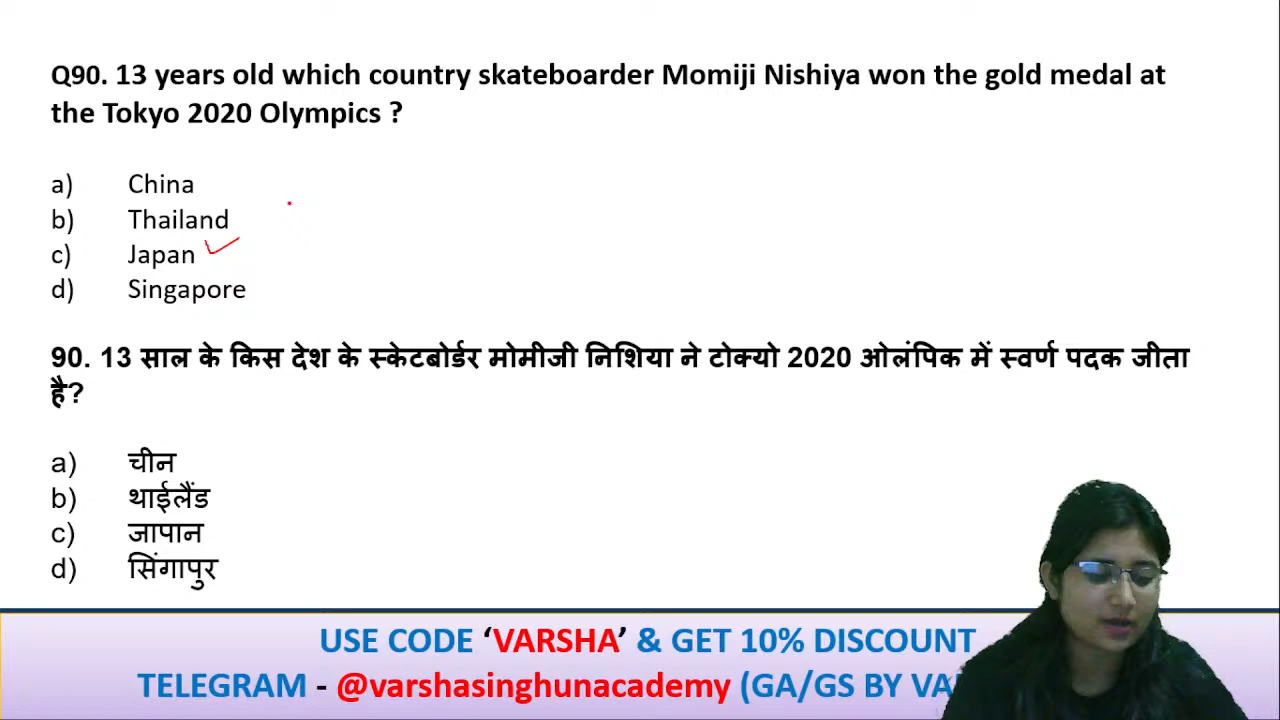 Q90. 13 years old which country skateboarder Momiji Nishiya won the gold medal at
the Tokyo 2020 Olympics ?
a) China
b) Thailand
c) Japan
d) Singapore
90. 13 साल के किस देश के स्केटबोर्डर मोमीजी निशिया ने टोक्यो 2020 ओलंपिक में स्वर्ण पदक जीता
है?
a) चीन
b) थाईलैंड
c) जापान
d) सिंगापुर
USE CODE ‘VARSHA’ & GET 10% DISCOUNT
TELEGRAM - @varshasinghunacademy (GA/GS BY